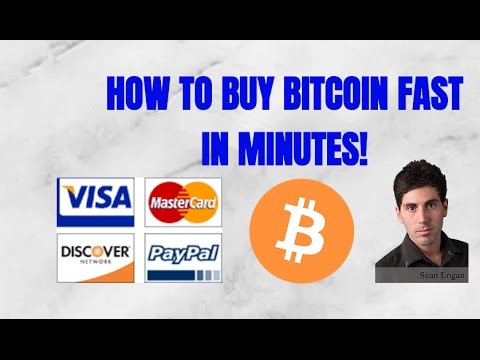 HOW TO BUY BITCOIN FAST
IN MINUTES!
VISA
MasterCard
DISCOVER
NETWORK
PayPal
Sean Logan